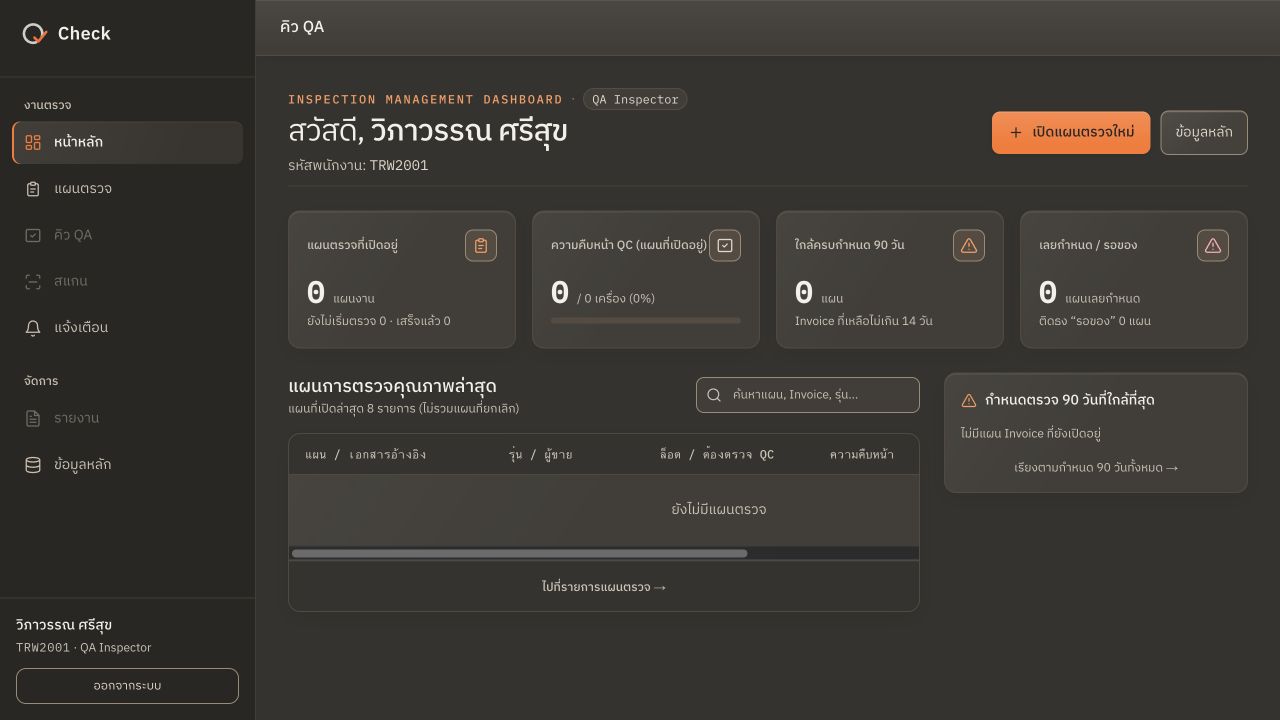 Check
คิว QA
งานตรวจ
หน้าหลัก
แผนตรวจ
คิว QA
สแกน
แจ้งเตือน
จัดการ
รายงาน
ข้อมูลหลัก
วิภาวรรณ ศรีสุข
TRW2001 · QA Inspector
ออกจากระบบ
INSPECTION MANAGEMENT DASHBOARD · QA Inspector
สวัสดี, วิภาวรรณ ศรีสุข
รหัสพนักงาน: TRW2001
+ เปิดแผนตรวจใหม่
ข้อมูลหลัก
แผนตรวจที่เปิดอยู่
0 แผนงาน
ยังไม่เริ่มตรวจ 0 · เสร็จแล้ว 0
ความคืบหน้า QC (แผนที่เปิดอยู่)
0 / 0 เครื่อง (0%)
ใกล้ครบกำหนด 90 วัน
0 แผน
Invoice ที่เหลือไม่เกิน 14 วัน
เลยกำหนด / รอของ
0 แผนเลยกำหนด
ติดธง “รอของ” 0 แผน
แผนการตรวจคุณภาพล่าสุด
แผนที่เปิดล่าสุด 8 รายการ (ไม่รวมแผนที่ยกเลิก)
ค้นหาแผน, Invoice, รุ่น...
แผน / เอกสารอ้างอิง รุ่น / ผู้ขาย ล็อต / ต้องตรวจ QC ความคืบหน้า
ยังไม่มีแผนตรวจ
ไปที่รายการแผนตรวจ →
กำหนดตรวจ 90 วันที่ใกล้ที่สุด
ไม่มีแผน Invoice ที่ยังเปิดอยู่
เรียงตามกำหนด 90 วันทั้งหมด →